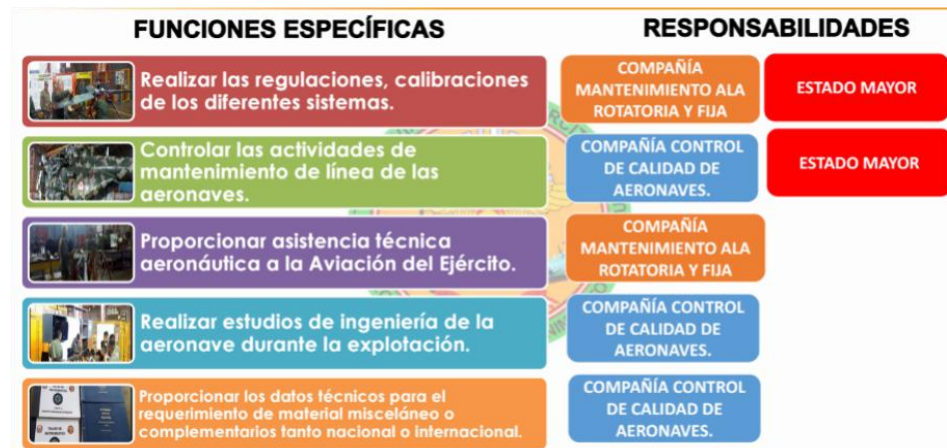 FUNCIONES ESPECÍFICAS
RESPONSABILIDADES
Realizar las regulaciones, calibraciones
de los diferentes sistemas.
COMPAÑÍA
MANTENIMIENTO ALA
ROTATORIA Y FIJA
ESTADO MAYOR
Controlar las actividades de
mantenimiento de línea de las
aeronaves.
COMPAÑÍA CONTROL
DE CALIDAD DE
AERONAVES.
ESTADO MAYOR
Proporcionar asistencia técnica
aeronáutica a la Aviación del Ejército.
COMPAÑÍA
MANTENIMIENTO ALA
ROTATORIA Y FIJA
Realizar estudios de ingeniería de la
aeronave durante la explotación.
COMPAÑÍA CONTROL
DE CALIDAD DE
AERONAVES.
Proporcionar los datos técnicos para el
requerimiento de material misceláneo o
complementarios tanto nacional o internacional.
COMPAÑÍA CONTROL
DE CALIDAD DE
AERONAVES.